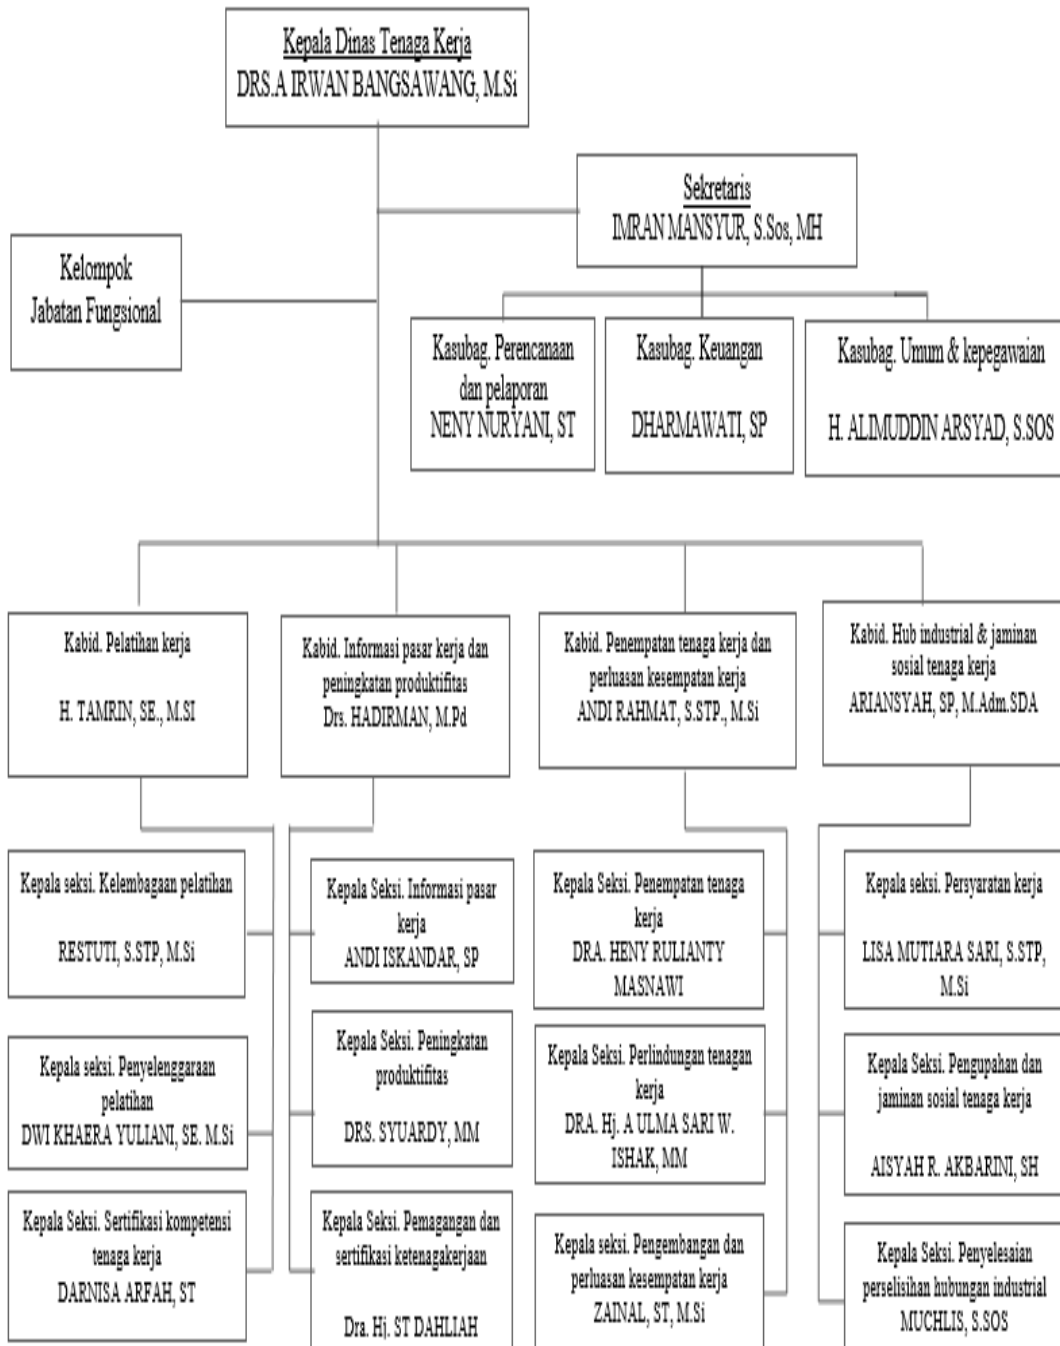 Kepala Dinas Tenaga Kerja
DRS.A IRWAN BANGSAWANG, M.Si
Sekretaris
IMRAN MANSYUR, S.Sos, MH
Kelompok
Jabatan Fungsional
Kasubag. Perencanaan
dan pelaporan
NENY NURYANI, ST
Kasubag. Keuangan
DHARMAWATI, SP
Kasubag. Umum & kepegawaian
H. ALIMUDDIN ARSYAD, S.SOS
Kabid. Pelatihan kerja
H. TAMRIN, SE., M.SI
Kabid. Informasi pasar kerja dan
peningkatan produktifitas
Drs. HADIRMAN, M.Pd
Kabid. Penempatan tenaga kerja dan
perluasan kesempatan kerja
ANDI RAHMAT, S.STP., M.Si
Kabid. Hub industrial & jaminan
sosial tenaga kerja
ARIANSYAH, SP, M.Adm.SDA
Kepala seksi. Kelembagaan pelatihan
RESTUTI, S.STP, M.Si
Kepala Seksi. Informasi pasar
kerja
ANDI ISKANDAR, SP
Kepala Seksi. Penempatan tenaga
kerja
DRA. HENY RULIANTY
MASNAWI
Kepala seksi. Persyaratan kerja
LISA MUTIARA SARI, S.STP,
M.Si
Kepala seksi. Penyelenggaraan
pelatihan
DWI KHAERA YULIANI, SE. M.Si
Kepala Seksi. Peningkatan
produktifitas
DRS. SYUARDY, MM
Kepala Seksi. Perlindungan tenagan
kerja
DRA. Hj. A ULMA SARI W.
ISHAK, MM
Kepala Seksi. Pengupahan dan
jaminan sosial tenaga kerja
AISYAH R. AKBARINI, SH
Kepala Seksi. Sertifikasi kompetensi
tenaga kerja
DARNISA ARFAH, ST
Kepala Seksi. Pemagangan dan
sertifikasi ketenagakerjaan
Dra. Hj. ST DAHLIAH
Kepala seksi. Pengembangan dan
perluasan kesempatan kerja
ZAINAL, ST, M.Si
Kepala Seksi. Penyelesaian
perselisihan hubungan industrial
MUCHLIS, S.SOS